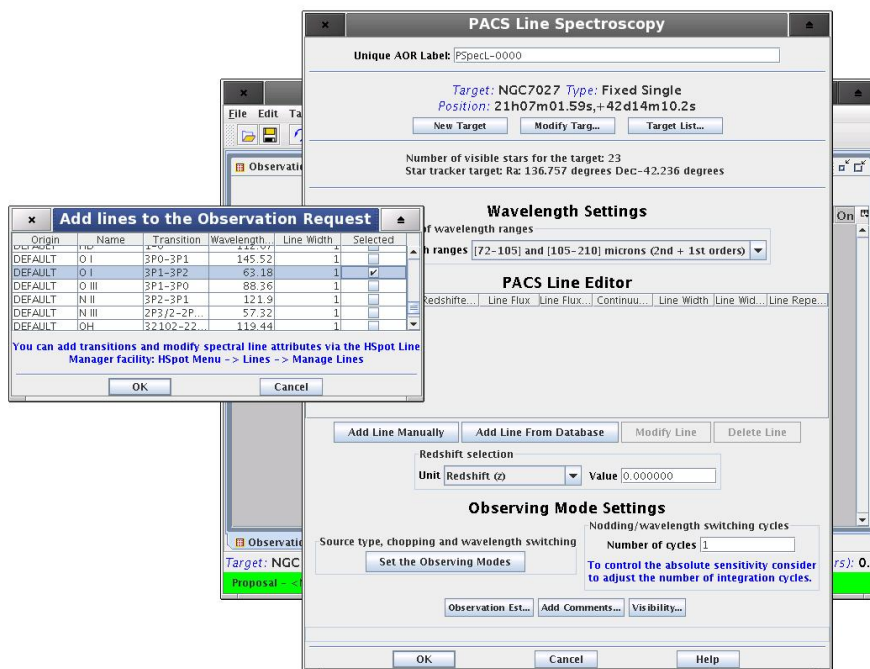 PACS Line Spectroscopy
Unique AOR Label: PSpecL-0000
Target: NGC7027 Type: Fixed Single
Position: 21h07m01.59s,+42d14m10.2s
New Target Modify Targ... Target List...
Number of visible stars for the target: 23
Star tracker target: Ra: 136.757 degrees Dec:-42.236 degrees
Wavelength Settings
of wavelength ranges
h ranges [72-105] and [105-210] microns (2nd + 1st orders)
PACS Line Editor
Redshifte... Line Flux Line Flux... Continuu... Line Width Line Wid... Line Repe...
Add Line Manually Add Line From Database Modify Line Delete Line
Redshift selection
Unit Redshift (z) Value 0.000000
Observing Mode Settings
Source type, chopping and wavelength switching
Set the Observing Modes
Nodding/wavelength switching cycles
Number of cycles 1
To control the absolute sensitivity consider
to adjust the number of integration cycles.
Observation Est... Add Comments... Visibility...
OK Cancel Help
Add lines to the Observation Request
Origin Name Transition Wavelength... Line Width Selected
DEFAULT HD 1-0 112.07 1
DEFAULT O I 3P0-3P1 145.52 1
DEFAULT O I 3P1-3P2 63.18 1
DEFAULT O III 3P1-3P0 88.36 1
DEFAULT N II 3P2-3P1 121.9 1
DEFAULT N III 2P3/2-2P... 57.32 1
DEFAULT OH 32102-22... 119.44 1
You can add transitions and modify spectral line attributes via the HSpot Line
Manager facility: HSpot Menu -> Lines -> Manage Lines
OK Cancel
File Edit Ta
Observatio
On
Observatio
Target: NGC
rs): 0.
Proposal - <